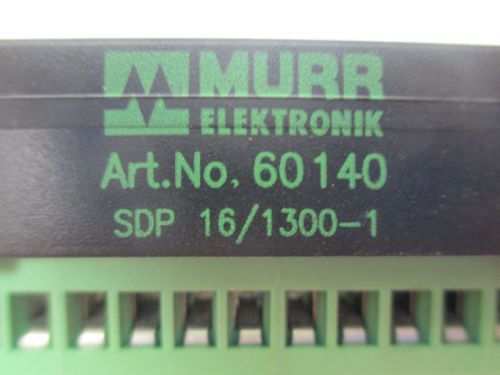 MURR
ELEKTRONIK
Art.No. 60140
SDP 16/1300-1